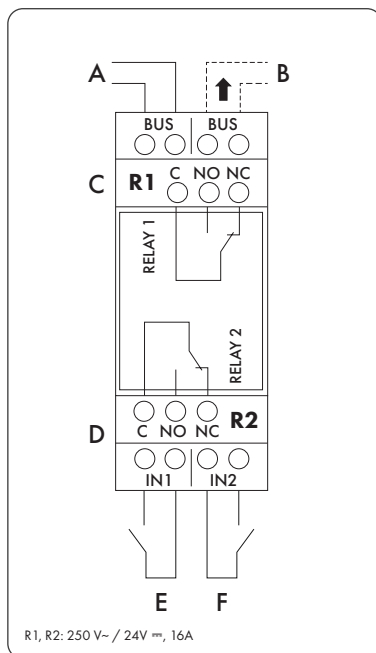 A B
BUS BUS
C R1 C NO NC
RELAY 1
RELAY 2
D C NO NC R2
IN1 IN2
E F
R1, R2: 250 V~ / 24V ⎓, 16A